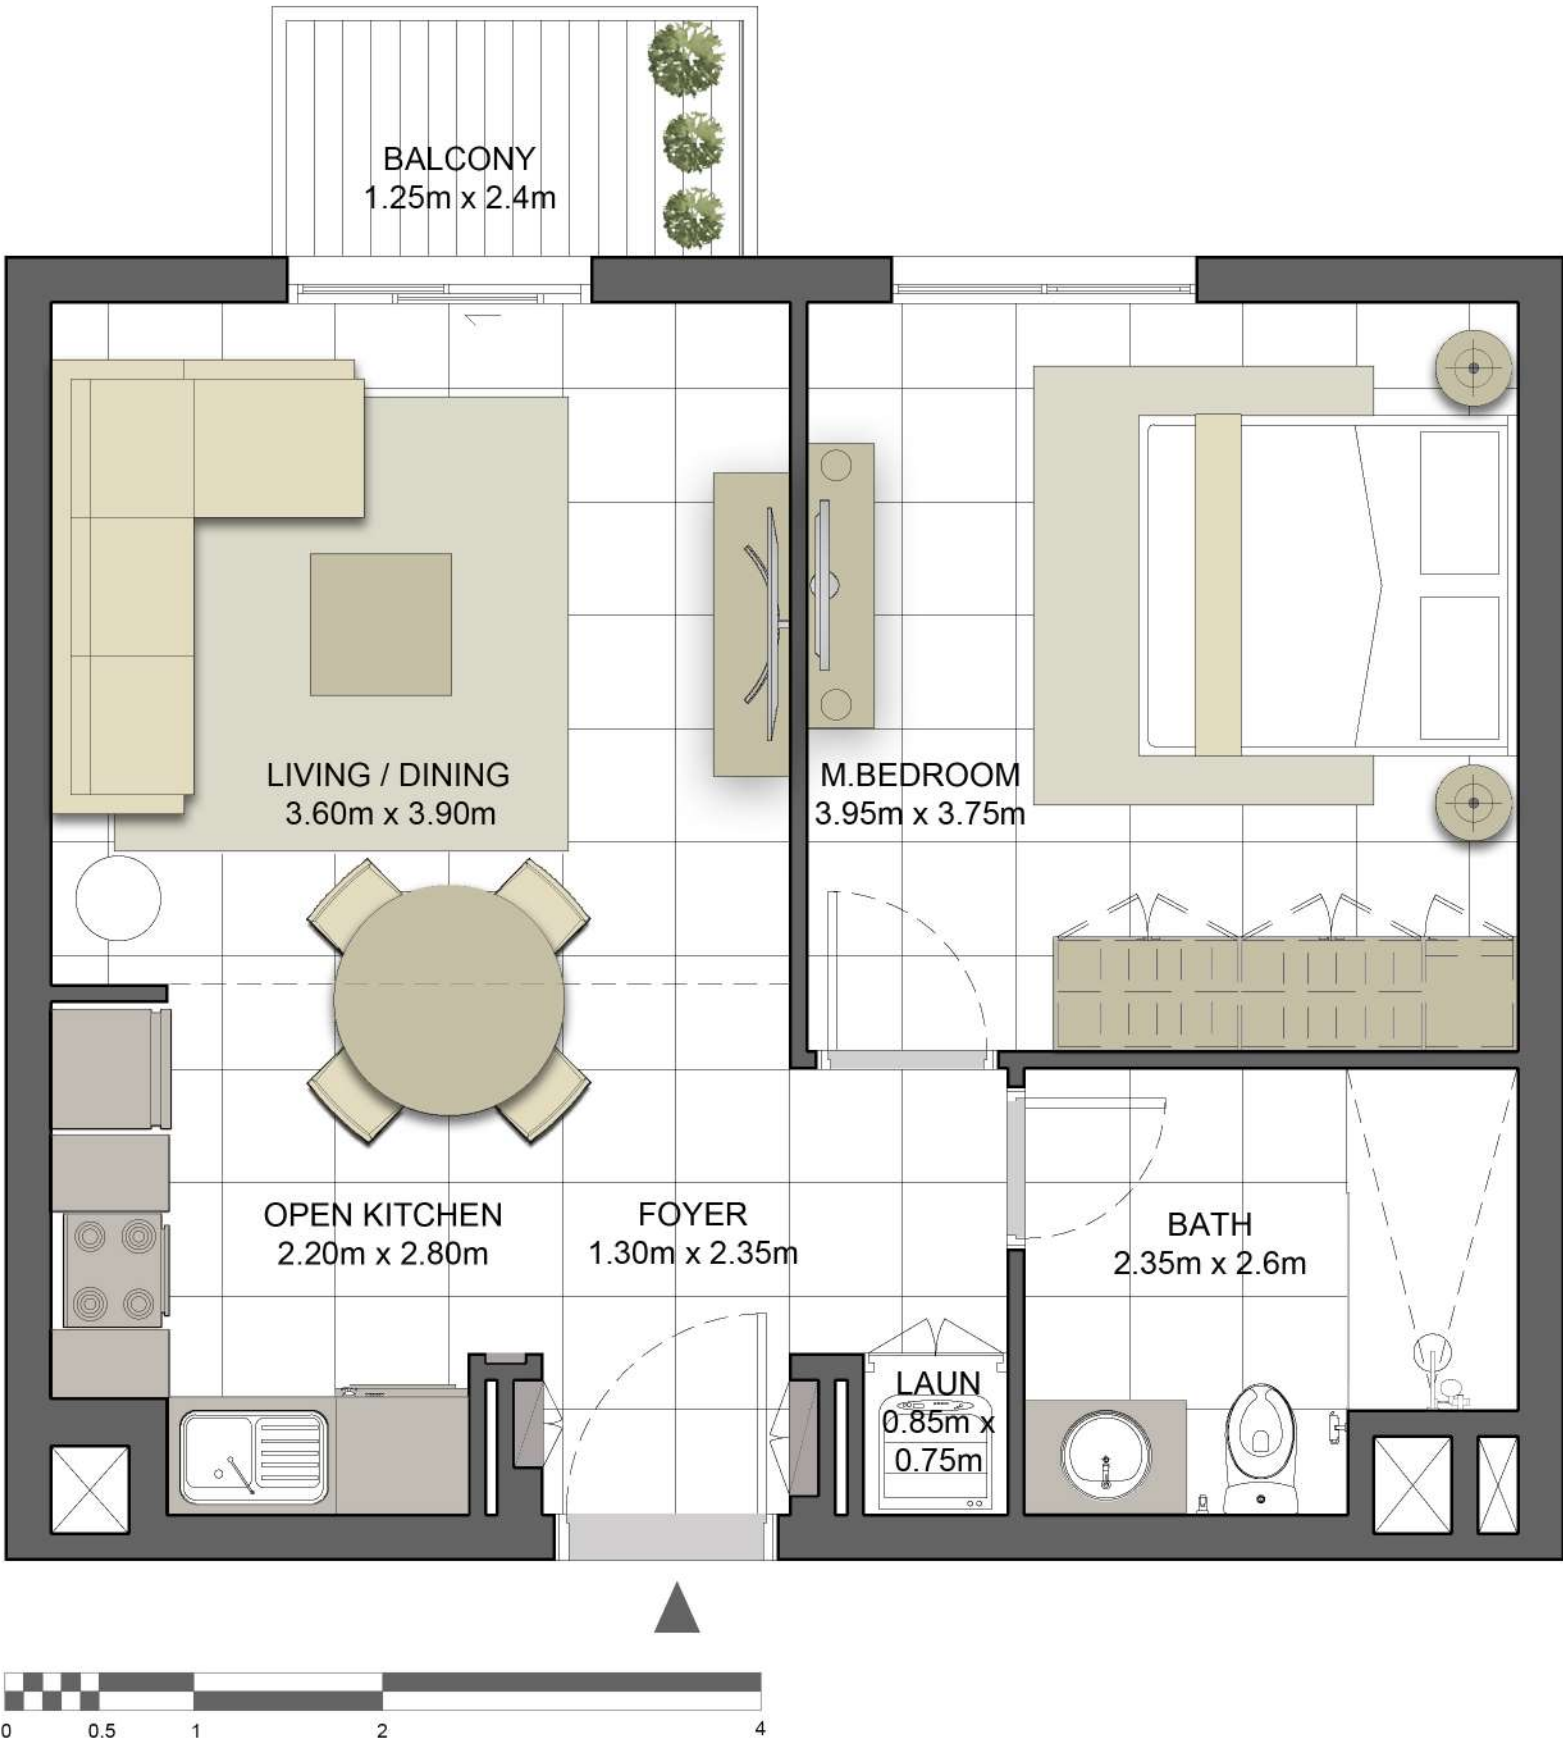 BALCONY
1.25m x 2.4m
LIVING / DINING
3.60m x 3.90m
M.BEDROOM
3.95m x 3.75m
OPEN KITCHEN
2.20m x 2.80m
FOYER
1.30m x 2.35m
BATH
2.35m x 2.6m
LAUN
0.85m x
0.75m
0 0.5 1 2 4